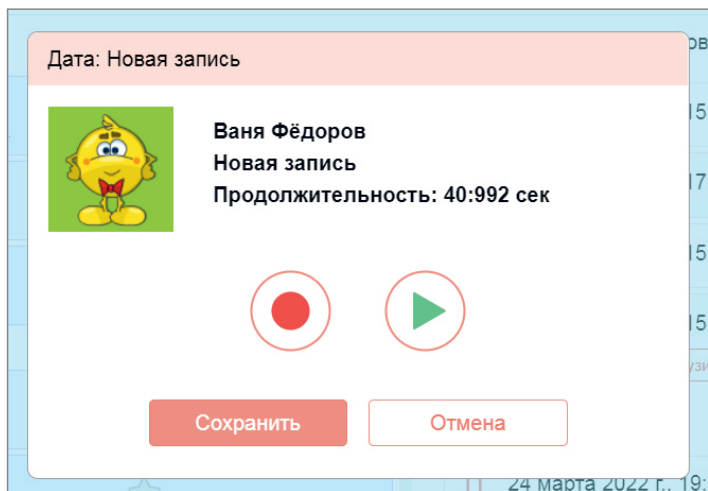 Дата: Новая запись
Ваня Фёдоров
Новая запись
Продолжительность: 40:992 сек
Сохранить
Отмена
24 марта 2022 г., 19: